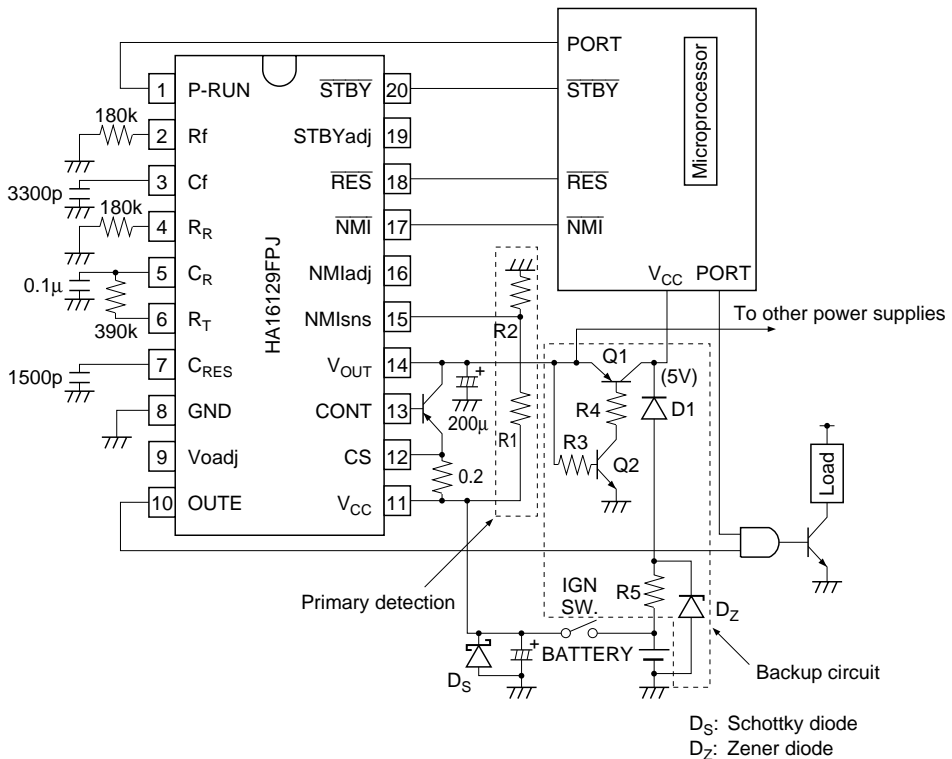 PORT
1 P-RUN STBY 20 STBY
180k
2 Rf STBYadj 19
3 Cf RES 18 RES
3300p
180k
4 RR NMI 17 NMI
5 CR NMIadj 16
0.1μ
6 RT NMIsns 15
390k
7 CRES VOUT 14
1500p
8 GND CONT 13
9 Voadj CS 12
10 OUTE VCC 11
HA16129FPJ
Microprocessor
VCC PORT
To other power supplies
R2
Q1
(5V)
200μ +
R1
R4
D1
R3
Q2
0.2
Load
Primary detection
IGN
SW.
R5
DZ
+
BATTERY
DS
Backup circuit
DS: Schottky diode
DZ: Zener diode